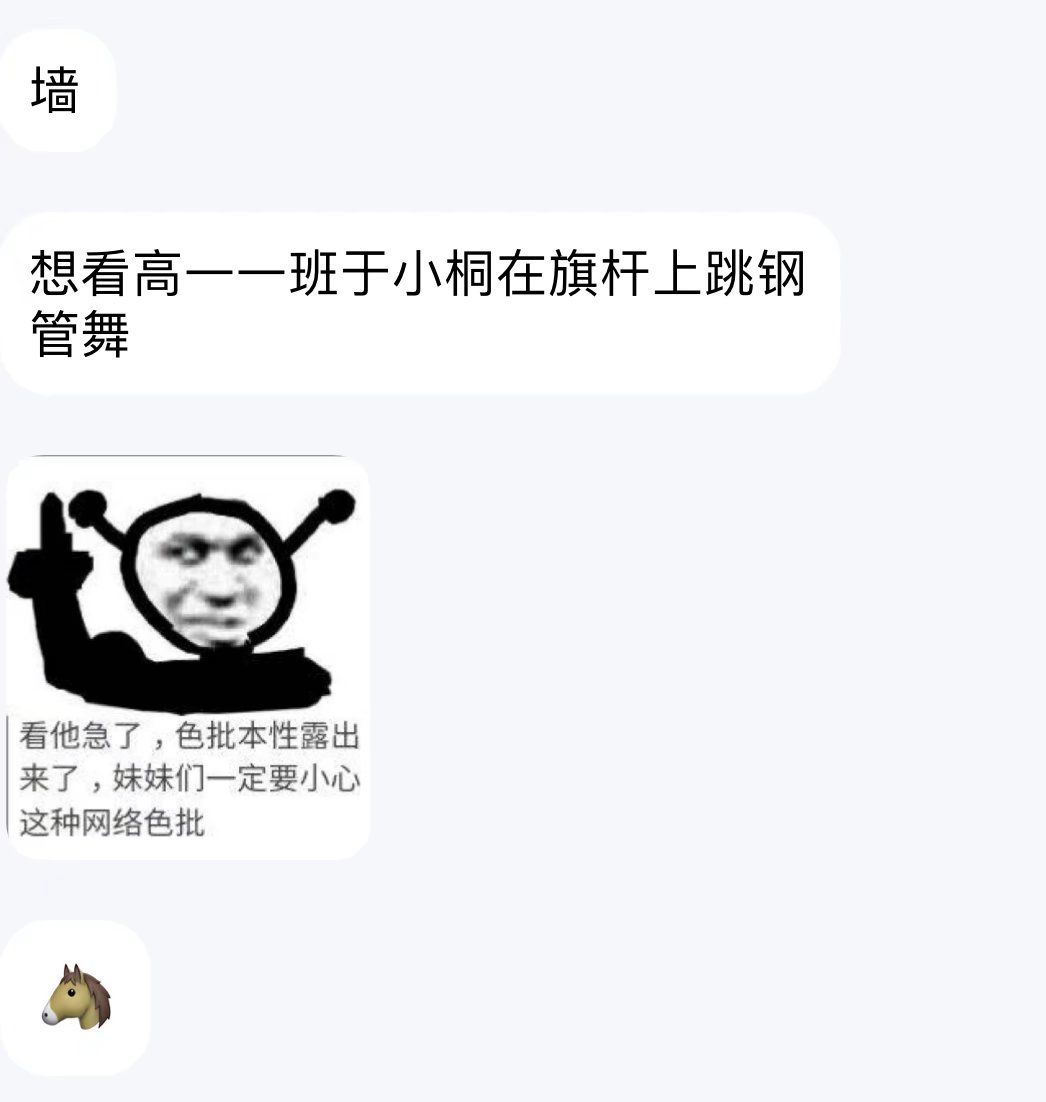 墙
想看高一一班于小桐在旗杆上跳钢
管舞
看他急了，色批本性露出
来了，妹妹们一定要小心
这种网络色批